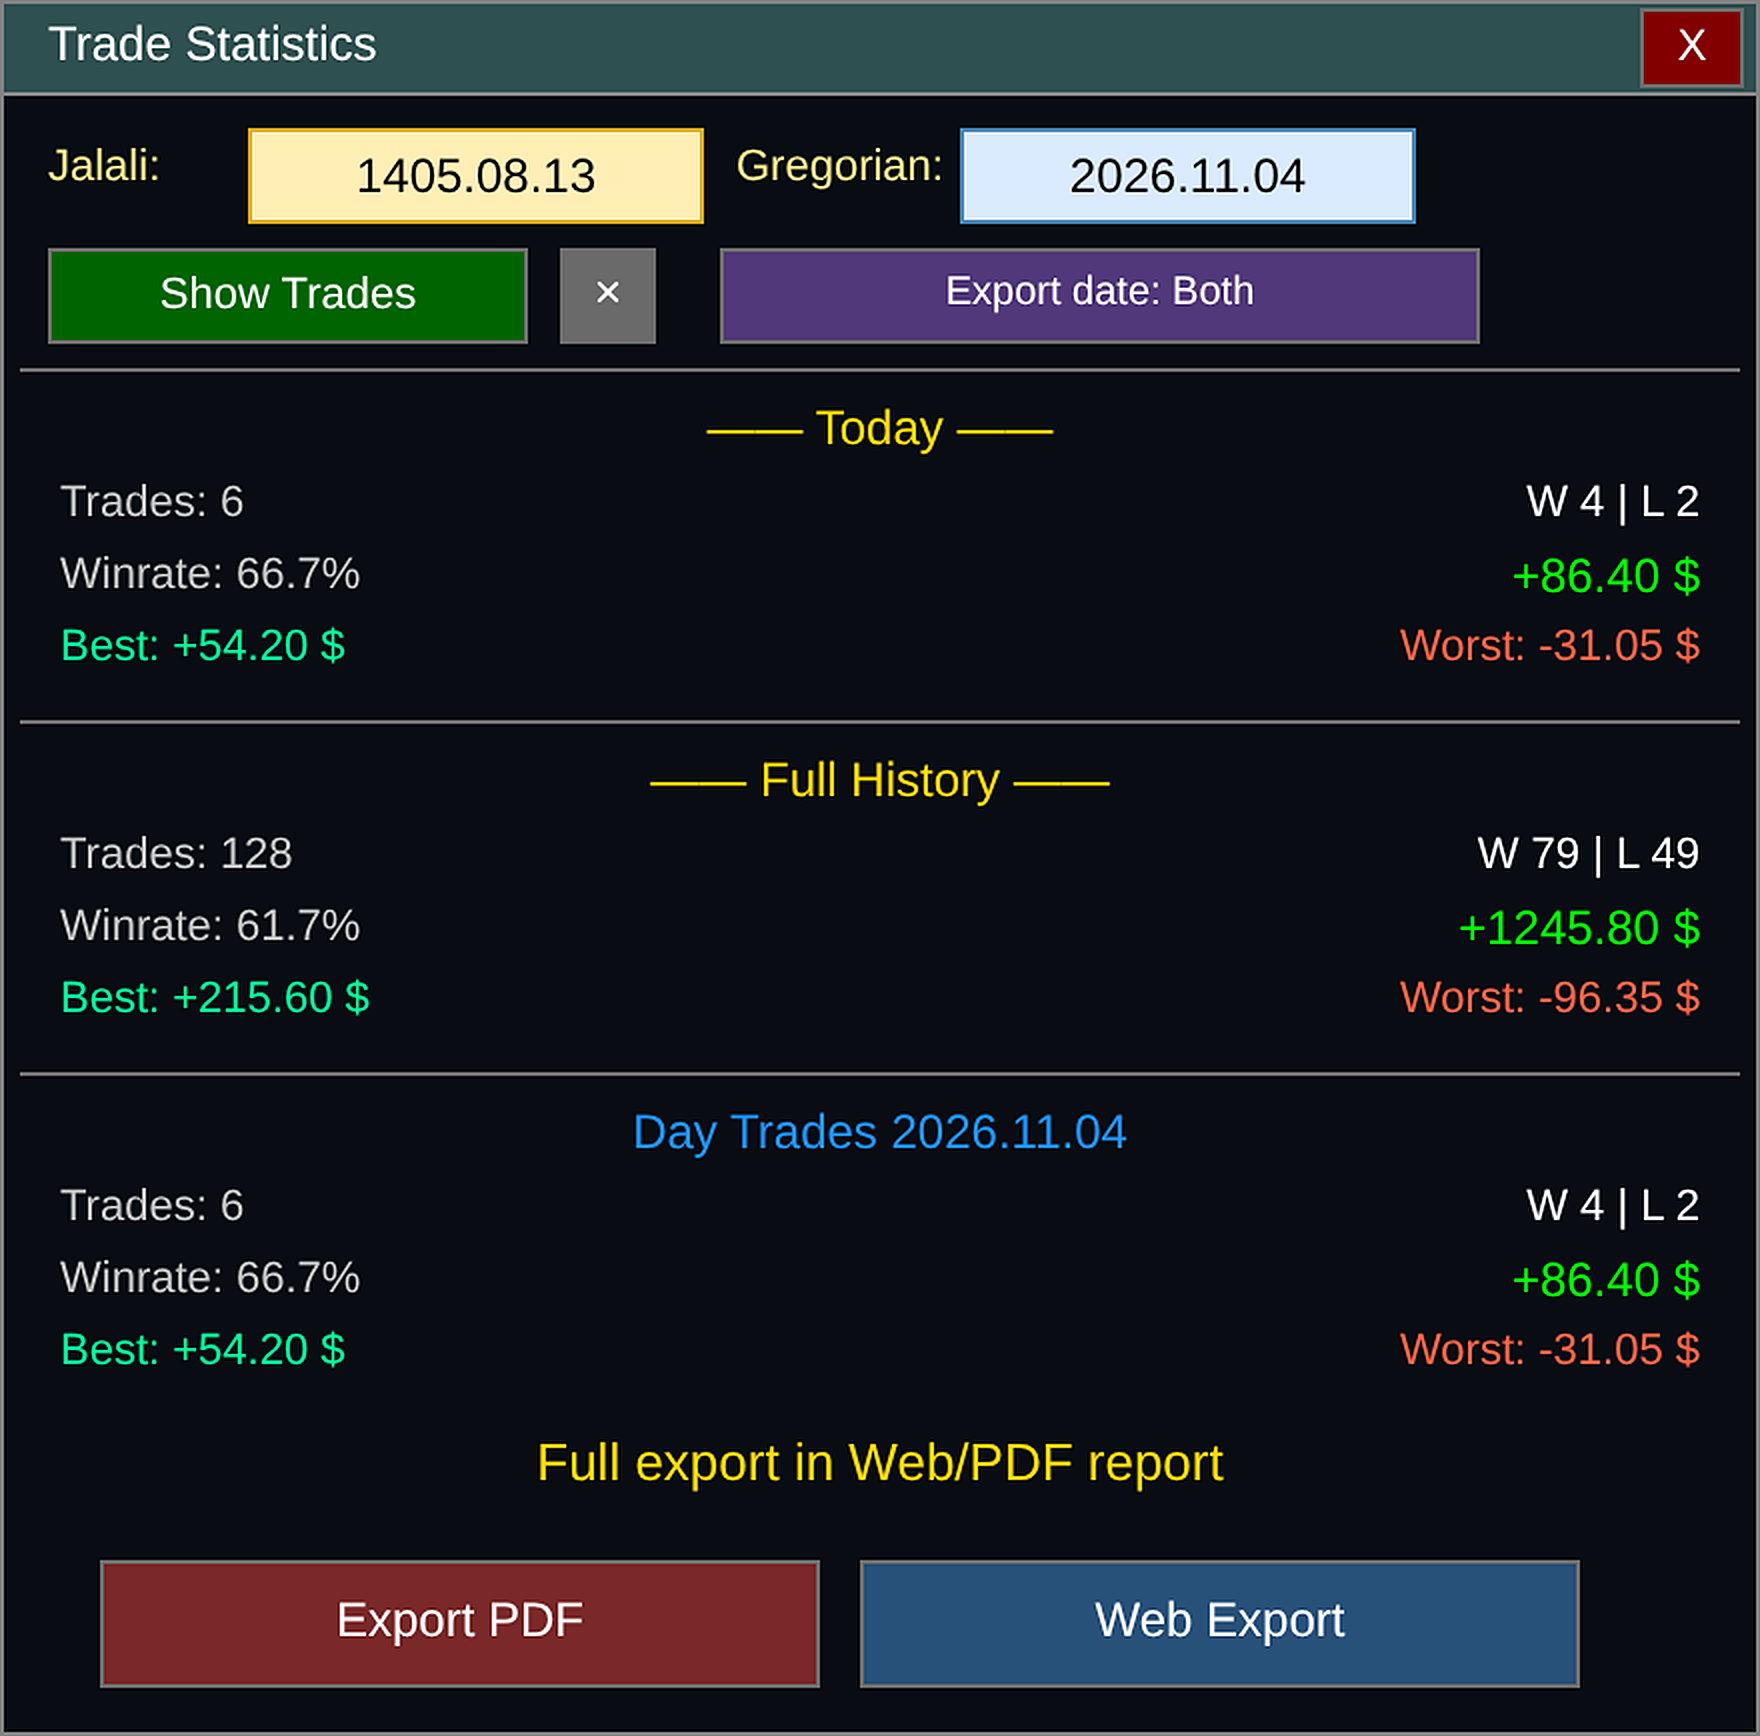 Trade Statistics X
Jalali: 1405.08.13 Gregorian: 2026.11.04
Show Trades × Export date: Both
—— Today ——
Trades: 6 W 4 | L 2
Winrate: 66.7% +86.40 $
Best: +54.20 $ Worst: -31.05 $
—— Full History ——
Trades: 128 W 79 | L 49
Winrate: 61.7% +1245.80 $
Best: +215.60 $ Worst: -96.35 $
Day Trades 2026.11.04
Trades: 6 W 4 | L 2
Winrate: 66.7% +86.40 $
Best: +54.20 $ Worst: -31.05 $
Full export in Web/PDF report
Export PDF Web Export